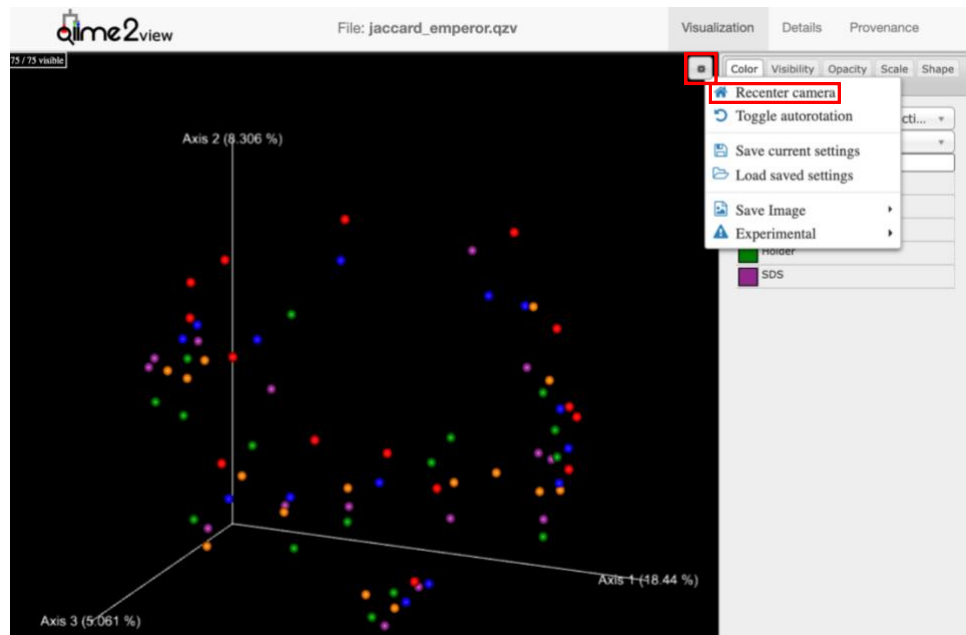 qiime2view
File: jaccard_emperor.qzv
Visualization Details Provenance
75 / 75 visible
Color Visibility Opacity Scale Shape
Recenter camera
Toggle autorotation
cti...
Save current settings
Load saved settings
Save Image
Experimental
Holder
SDS
Axis 2 (8.306 %)
Axis 1 (18.44 %)
Axis 3 (5.061 %)